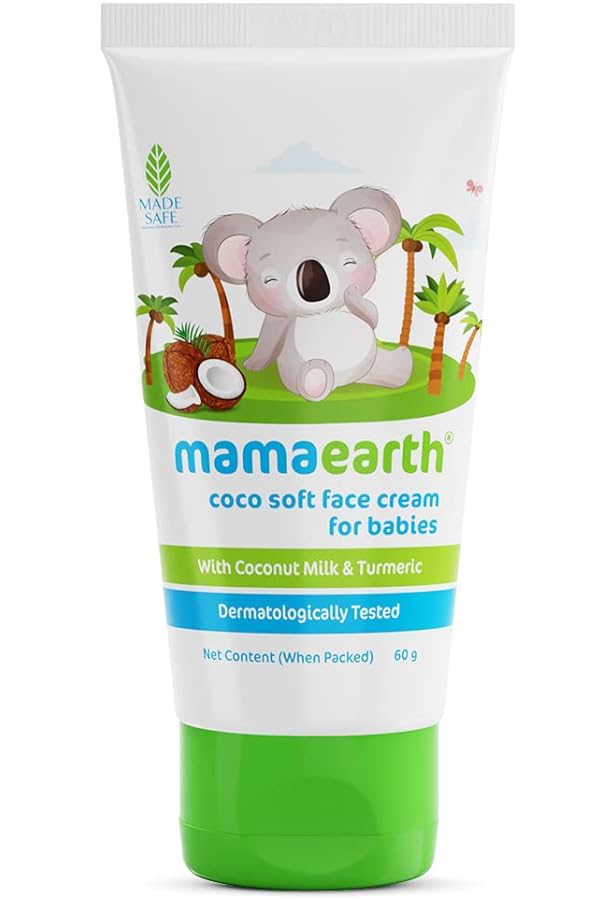 MADE
SAFE
mamaearth®
coco soft face cream
for babies
With Coconut Milk & Turmeric
Dermatologically Tested
Net Content (When Packed) 60 g